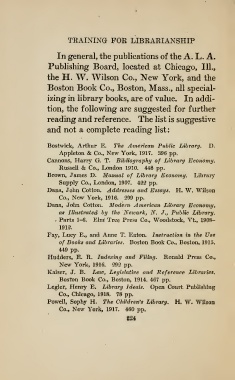 TRAINING FOR LIBRARIANSHIP
In general, the publications of the A. L. A.
Publishing Board, located at Chicago, Ill.,
the H. W. Wilson Co., New York, and the
Boston Book Co., Boston, Mass., all special-
izing in library books, are of value. In addi-
tion, the following are suggested for further
reading and reference. The list is suggestive
and not a complete reading list:
Bostwick, Arthur E. The American Public Library. D.
Appleton & Co., New York, 1917. 396 pp.
Cannons, Harry G. T. Bibliography of Library Economy.
Russell & Co., London 1910. 448 pp.
Brown, James D. Manual of Library Economy. Library
Supply Co., London, 1907. 422 pp.
Dana, John Cotton. Addresses and Essays. H. W. Wilson
Co., New York, 1916. 299 pp.
Dana, John Cotton. Modern American Library Economy,
as Illustrated by the Newark, N. J., Public Library.
Parts 1-6. Elm Tree Press Co., Woodstock, Vt., 1908-
1912.
Fay, Lucy E., and Anne T. Eaton. Instruction in the Use
of Books and Libraries. Boston Book Co., Boston, 1915.
449 pp.
Hudders, E. R. Indexing and Filing. Ronald Press Co.,
New York, 1916. 292 pp.
Kaiser, J. B. Law, Legislative and Reference Libraries.
Boston Book Co., Boston, 1914. 467 pp.
Legler, Henry E. Library Ideals. Open Court Publishing
Co., Chicago, 1918. 78 pp.
Powell, Sophy H. The Children's Library. H. W. Wilson
Co., New York, 1917. 460 pp.
224